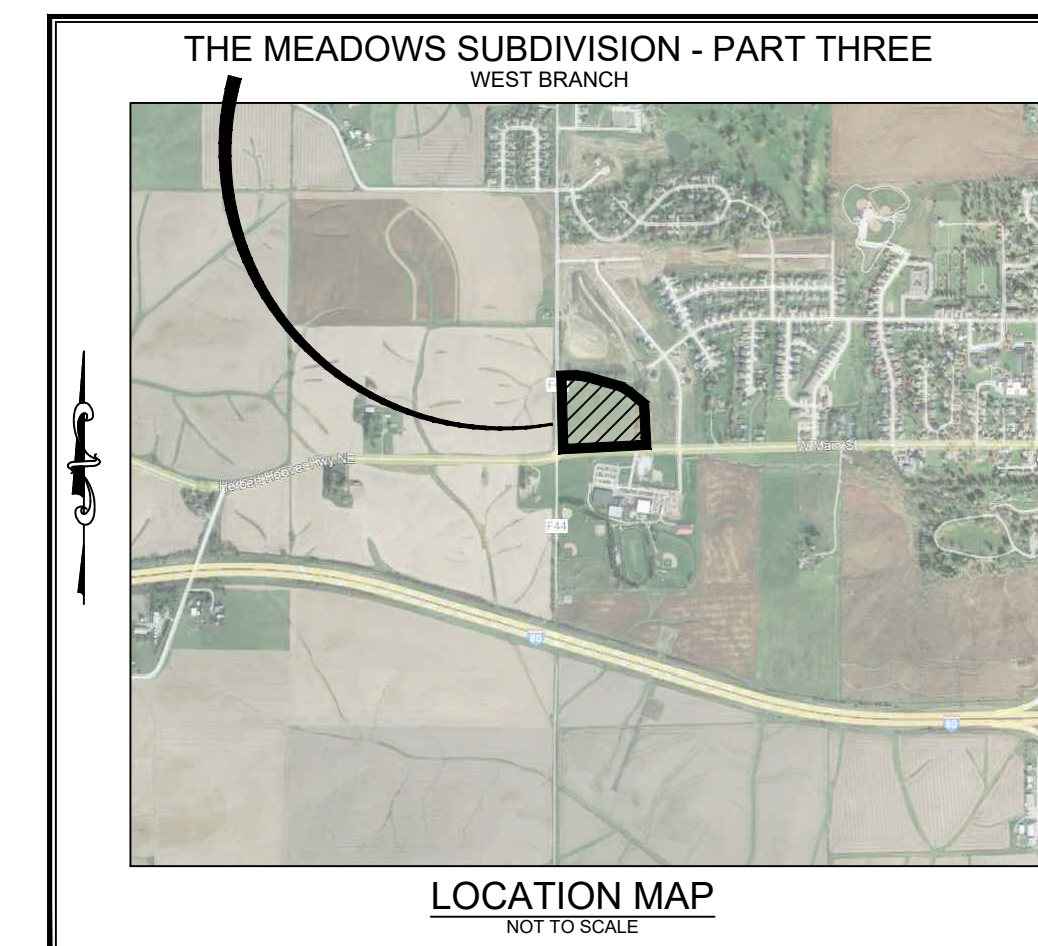 THE MEADOWS SUBDIVISION - PART THREE
WEST BRANCH
W Main St
Herbert Hoover Hwy NE
F44
80
80
LOCATION MAP
NOT TO SCALE